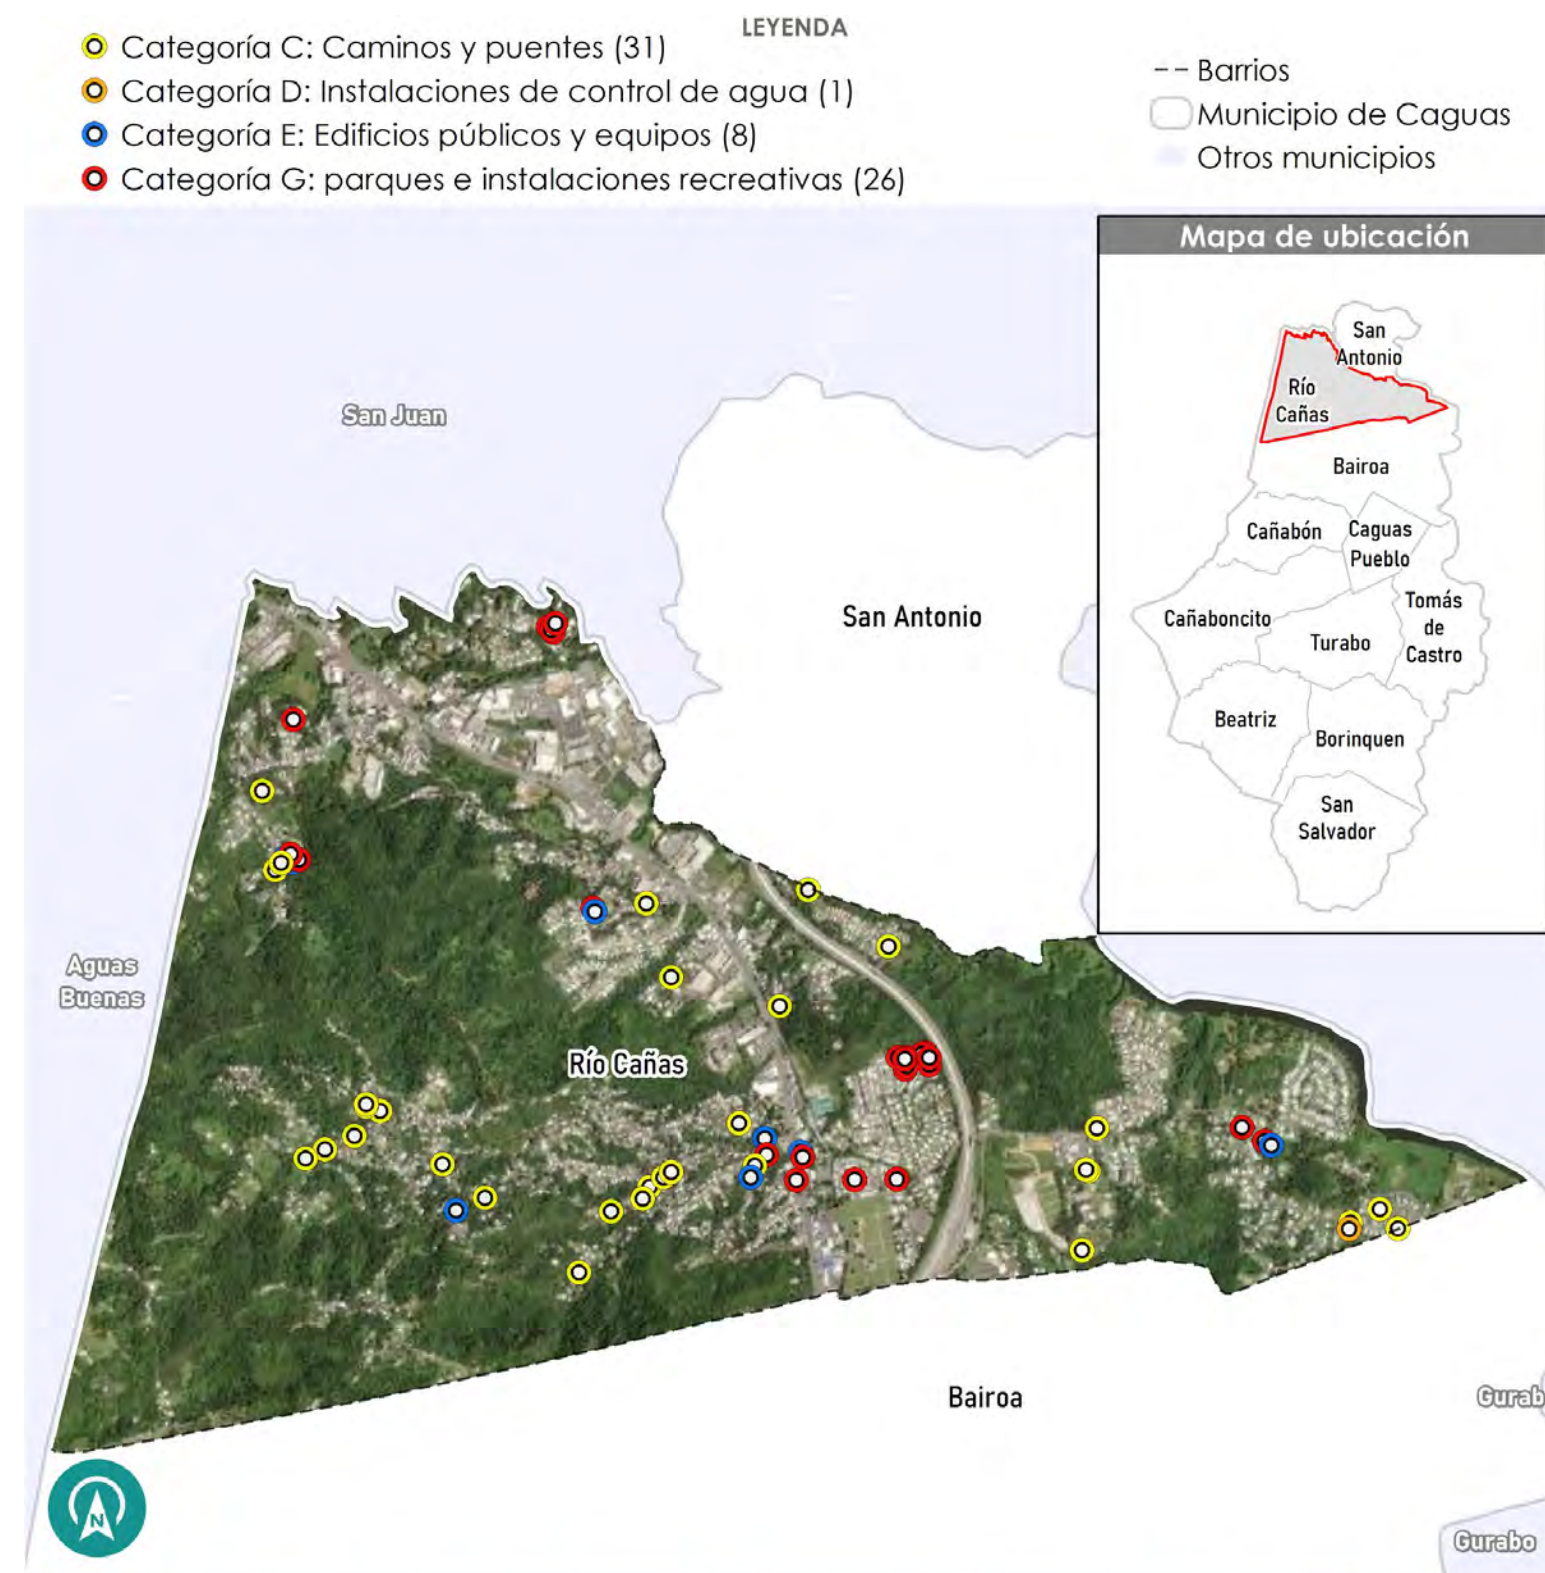 LEYENDA
Categoría C: Caminos y puentes (31)
Categoría D: Instalaciones de control de agua (1)
Categoría E: Edificios públicos y equipos (8)
Categoría G: parques e instalaciones recreativas (26)
Barrios
Municipio de Caguas
Otros municipios
Mapa de ubicación
San
Antonio
Río
Cañas
Bairoa
Cañabón
Caguas
Pueblo
Cañaboncito
Turabo
Tomás
de
Castro
Beatriz
Borinquen
San
Salvador
San Juan
San Antonio
Aguas
Buenas
Río Cañas
Bairoa
Gurab
Gurabo
N